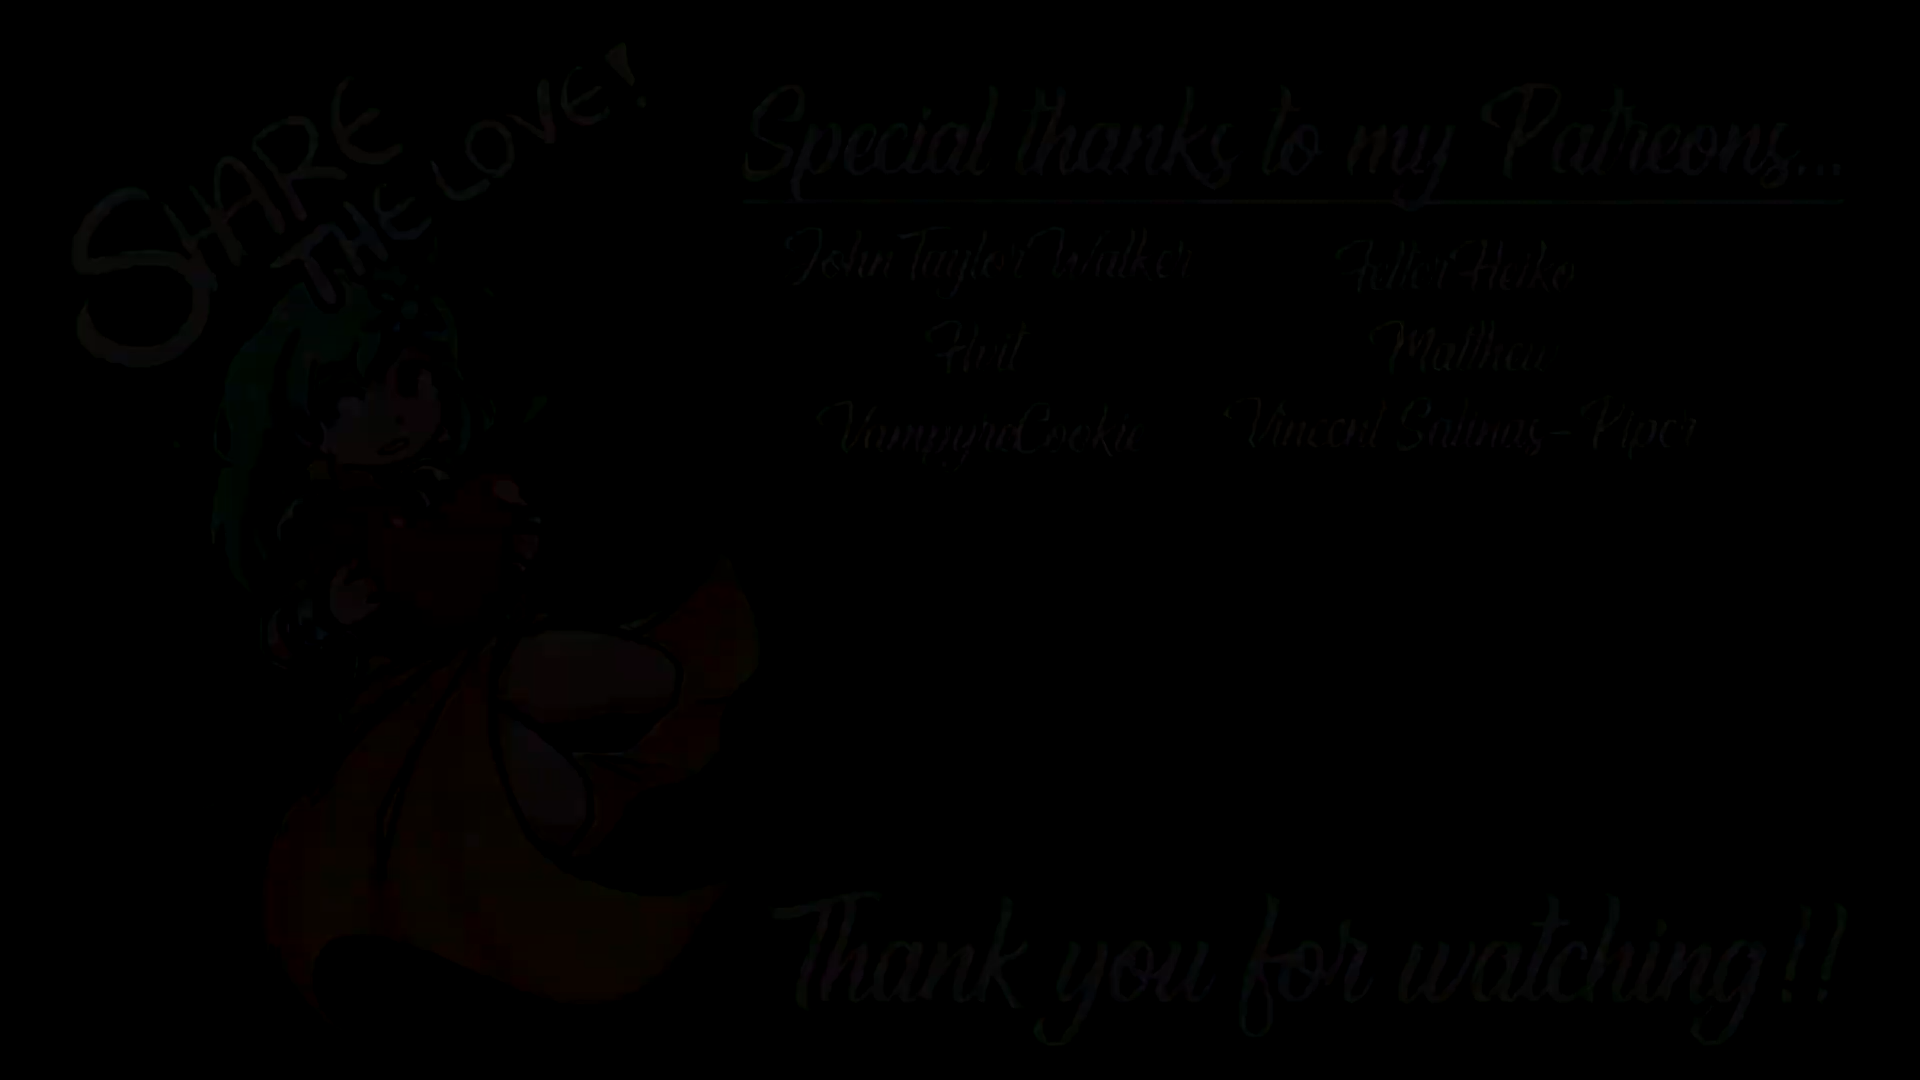 SHARE
THE LOVE!
Special thanks to my Patreons...
John Taylor Walker
Matthew
VampyreCookie
Vincent Salinas-Piper
Thank you for watching!!